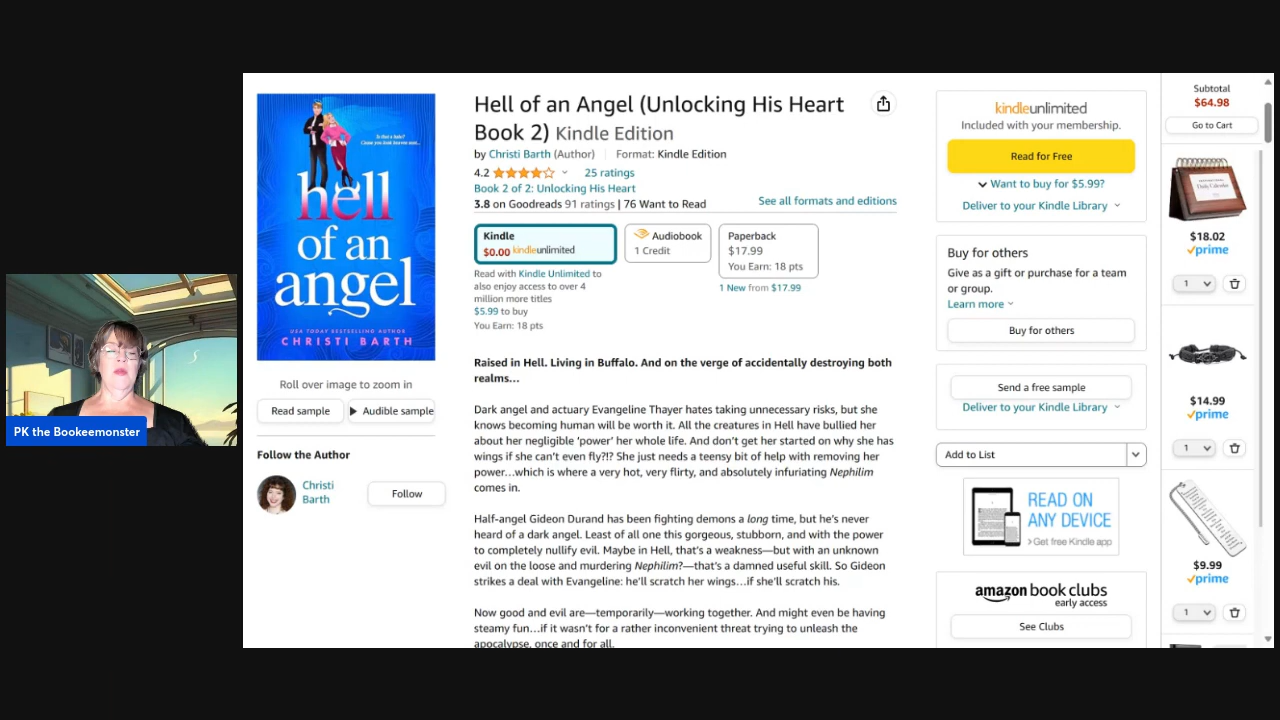 PK the Bookeemonster
Is that a halo?
hell
of an
angel
USA TODAY BESTSELLING AUTHOR
CHRISTI BARTH
Roll over image to zoom in
Read sample
Audible sample
Follow the Author
Christi
Barth
Follow
Hell of an Angel (Unlocking His Heart
Book 2) Kindle Edition
by Christi Barth (Author) Format: Kindle Edition
4.2 25 ratings
Book 2 of 2: Unlocking His Heart
3.8 on Goodreads 91 ratings | 76 Want to Read
See all formats and editions
Kindle
$0.00 kindleunlimited
Audiobook
1 Credit
Paperback
$17.99
You Earn: 18 pts
Read with Kindle Unlimited to
also enjoy access to over 4
million more titles
$5.99 to buy
You Earn: 18 pts
1 New from $17.99
Raised in Hell. Living in Buffalo. And on the verge of accidentally destroying both
realms…
Dark angel and actuary Evangeline Thayer hates taking unnecessary risks, but she
knows becoming human will be worth it. All the creatures in Hell have bullied her
about her negligible ‘power’ her whole life. And don’t get her started on why she has
wings if she can’t even fly?!? She just needs a teensy bit of help with removing her
power…which is where a very hot, very flirty, and absolutely infuriating Nephilim
comes in.
Half-angel Gideon Durand has been fighting demons a long time, but he’s never
heard of a dark angel. Least of all one this gorgeous, stubborn, and with the power
to completely nullify evil. Maybe in Hell, that’s a weakness—but with an unknown
evil on the loose and murdering Nephilim?—that’s a damned useful skill. So Gideon
strikes a deal with Evangeline: he’ll scratch her wings…if she’ll scratch his.
Now good and evil are—temporarily—working together. And might even be having
steamy fun…if it wasn’t for a rather inconvenient threat trying to unleash the
apocalypse, once and for all.
kindleunlimited
Included with your membership.
Read for Free
Want to buy for $5.99?
Deliver to your Kindle Library
Buy for others
Give as a gift or purchase for a team
or group.
Learn more
Buy for others
Send a free sample
Deliver to your Kindle Library
Add to List
READ ON
ANY DEVICE
> Get free Kindle app
amazon book clubs
early access
See Clubs
Subtotal
$64.98
Go to Cart
$18.02
prime
1
$14.99
prime
1
$9.99
prime
1